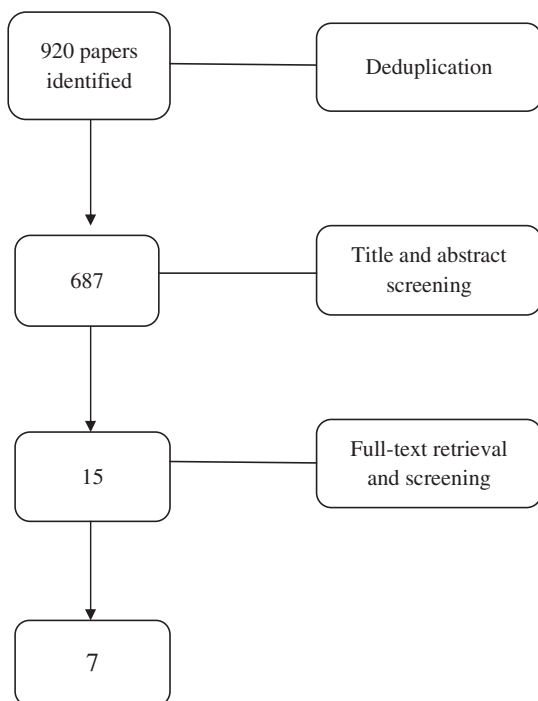 920 papers
identified
Deduplication
687
Title and abstract
screening
15
Full-text retrieval
and screening
7